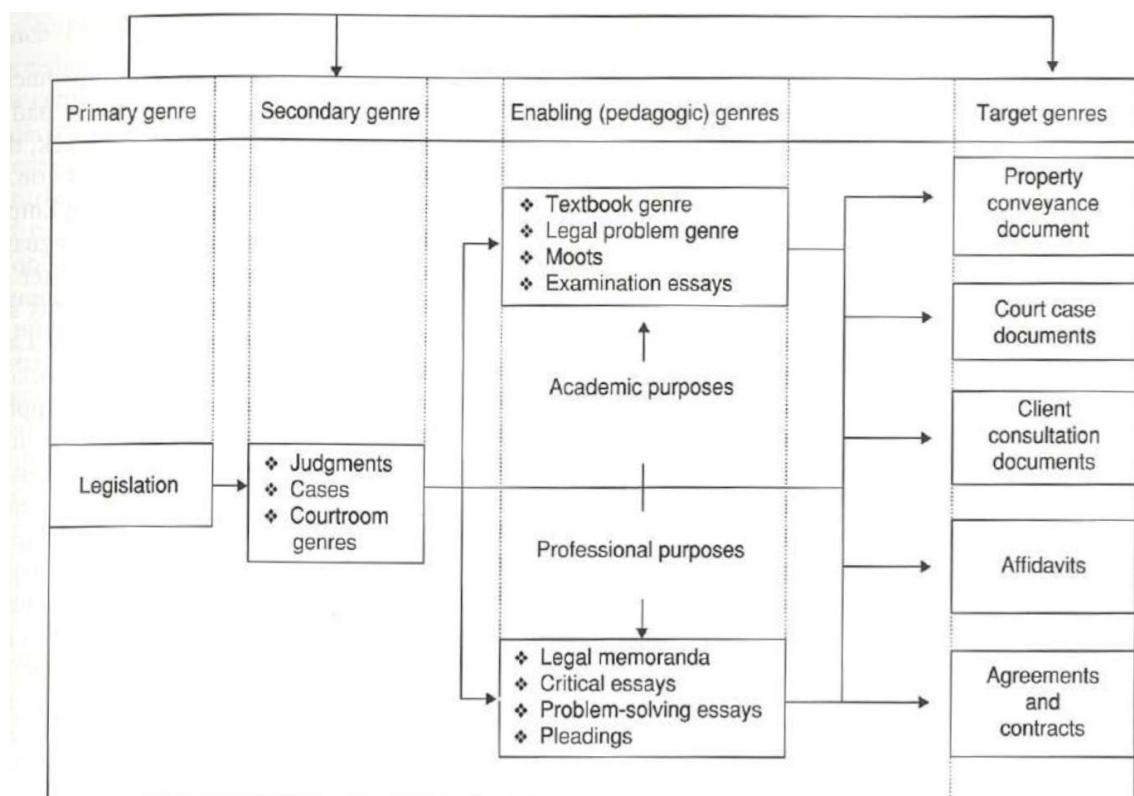 Primary genre
Secondary genre
Enabling (pedagogic) genres
Target genres
❖ Textbook genre
❖ Legal problem genre
❖ Moots
❖ Examination essays
Property
conveyance
document
Court case
documents
Academic purposes
Client
consultation
documents
Legislation
❖ Judgments
❖ Cases
❖ Courtroom
genres
Professional purposes
Affidavits
❖ Legal memoranda
❖ Critical essays
❖ Problem-solving essays
❖ Pleadings
Agreements
and
contracts